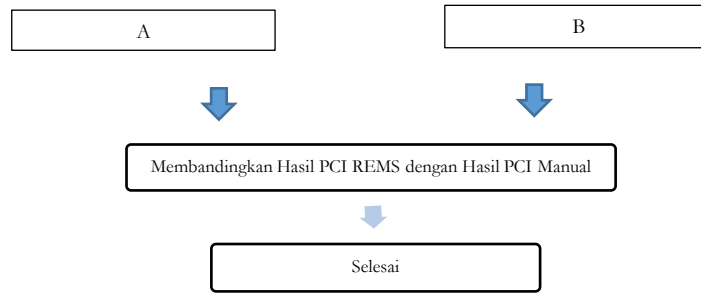 A
B
Membandingkan Hasil PCI REMS dengan Hasil PCI Manual
Selesai